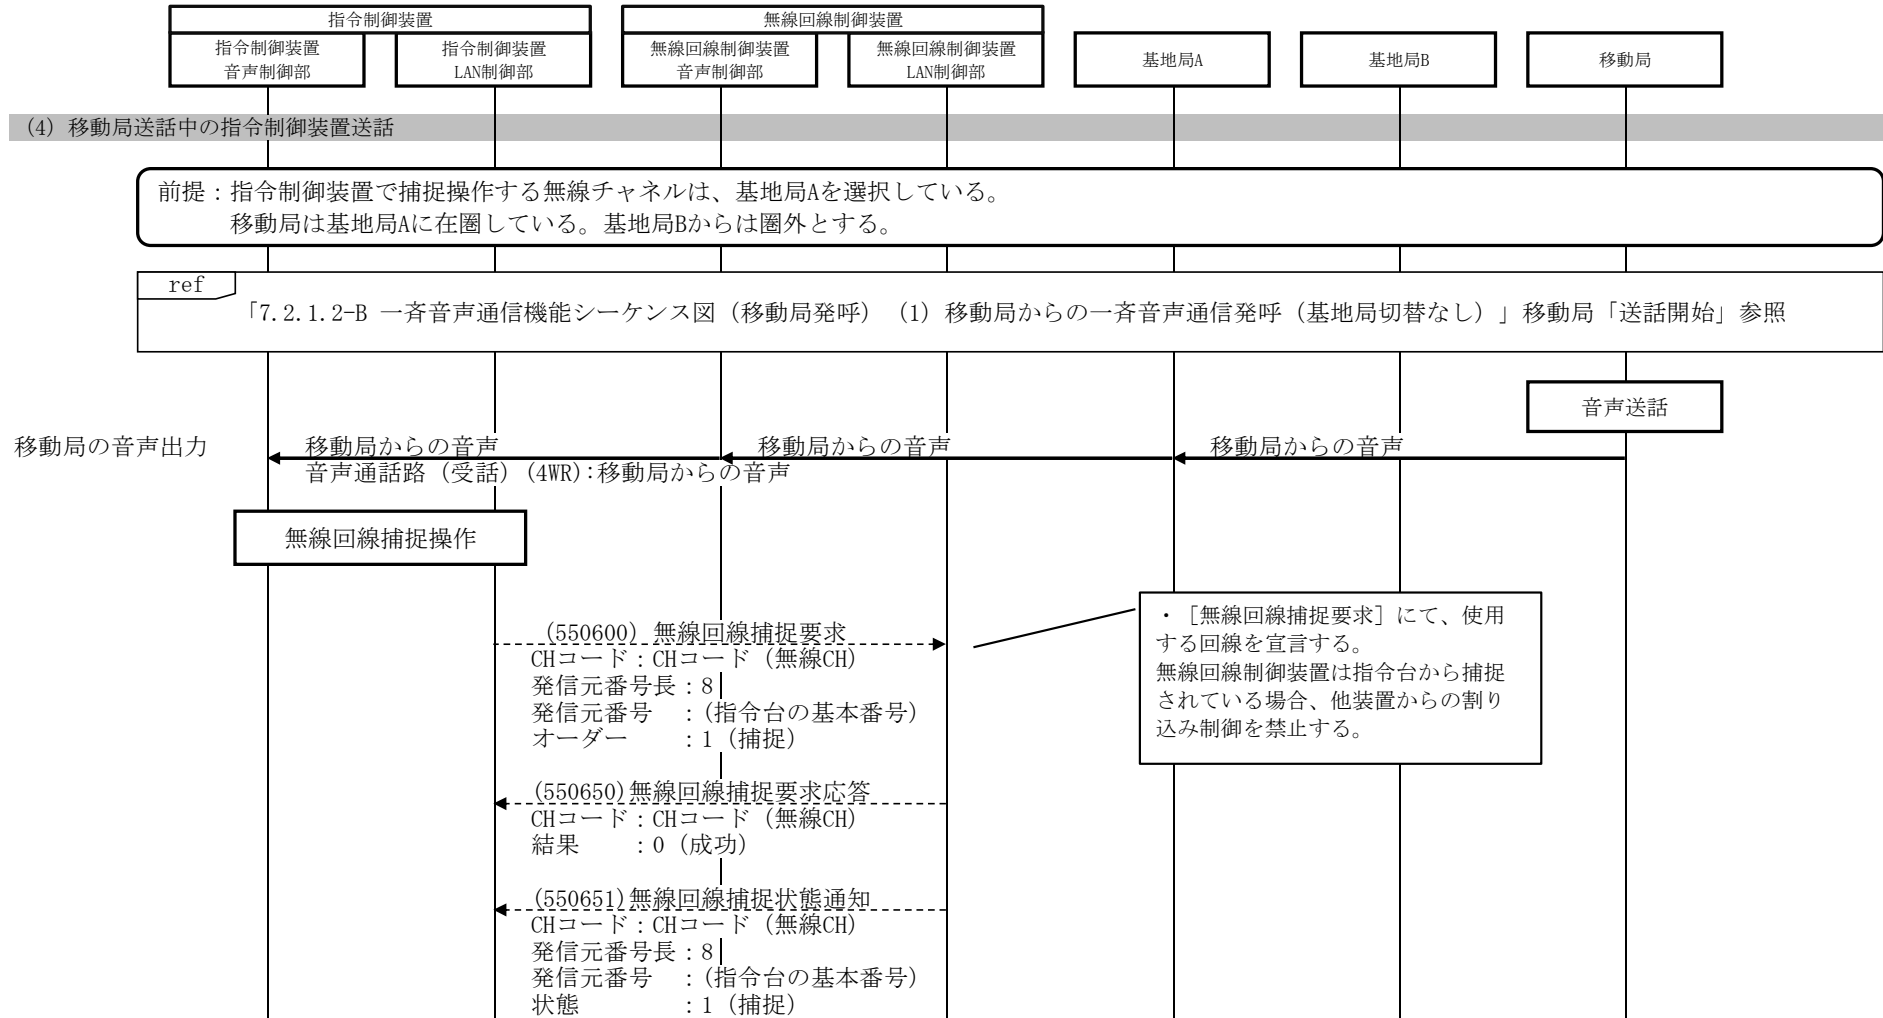 指令制御装置
無線回線制御装置
指令制御装置
音声制御部
指令制御装置
LAN制御部
無線回線制御装置
音声制御部
無線回線制御装置
LAN制御部
基地局A
基地局B
移動局
(4) 移動局送話中の指令制御装置送話
前提：指令制御装置で捕捉操作する無線チャネルは、基地局Aを選択している。
移動局は基地局Aに在圏している。基地局Bからは圏外とする。
ref
「7.2.1.2-B 一斉音声通信機能シーケンス図（移動局発呼）（1）移動局からの一斉音声通信発呼（基地局切替なし）」移動局「送話開始」参照
音声送話
移動局の音声出力
移動局からの音声
移動局からの音声
移動局からの音声
音声通話路（受話）(4WR):移動局からの音声
無線回線捕捉操作
(550600) 無線回線捕捉要求
CHコード：CHコード（無線CH）
発信元番号長：8
発信元番号　：(指令台の基本番号)
オーダー　　：1（捕捉）
・［無線回線捕捉要求］にて、使用
する回線を宣言する。
無線回線制御装置は指令台から捕捉
されている場合、他装置からの割り
込み制御を禁止する。
(550650)無線回線捕捉要求応答
CHコード：CHコード（無線CH）
結果　　：0（成功）
(550651)無線回線捕捉状態通知
CHコード：CHコード（無線CH）
発信元番号長：8
発信元番号　：(指令台の基本番号)
状態　　　　：1（捕捉）